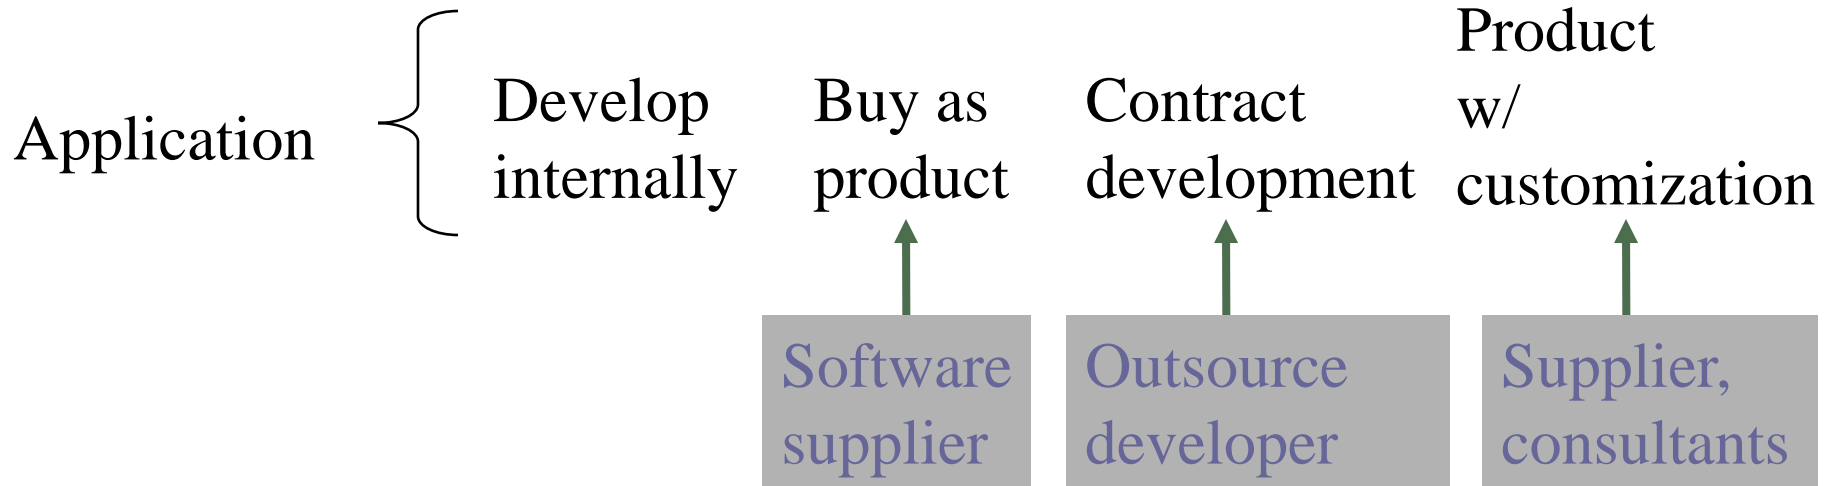 Application
Develop
internally
Buy as
product
Contract
development
Product
w/
customization
Software
supplier
Outsource
developer
Supplier,
consultants